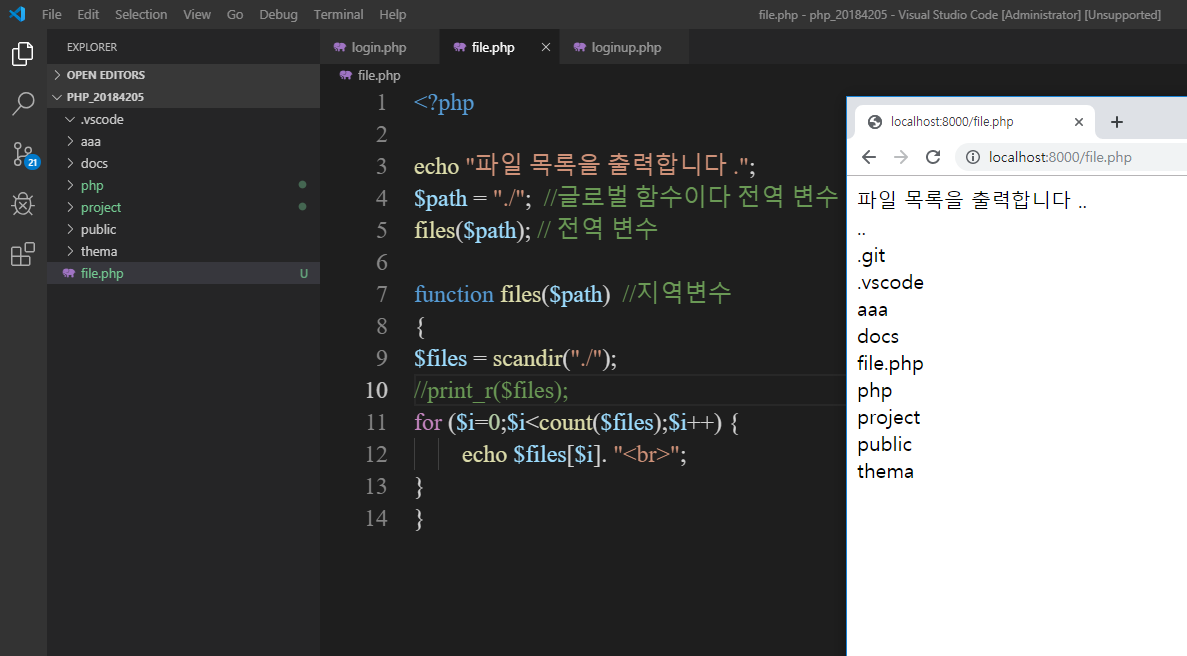 File Edit Selection View Go Debug Terminal Help
file.php - php_20184205 - Visual Studio Code [Administrator] [Unsupported]
EXPLORER
OPEN EDITORS
PHP_20184205
.vscode
aaa
docs
php
project
public
thema
file.php U
21
login.php file.php loginup.php
file.php
1 <?php
2
3 echo "파일 목록을 출력합니다 .";
4 $path = "./"; //글로벌 함수이다 전역 변수
5 files($path); // 전역 변수
6
7 function files($path) //지역변수
8 {
9 $files = scandir("./");
10 //print_r($files);
11 for ($i=0;$i<count($files);$i++) {
12 echo $files[$i]. "<br>";
13 }
14 }
localhost:8000/file.php
localhost:8000/file.php
파일 목록을 출력합니다 ..
..
.git
.vscode
aaa
docs
file.php
php
project
public
thema